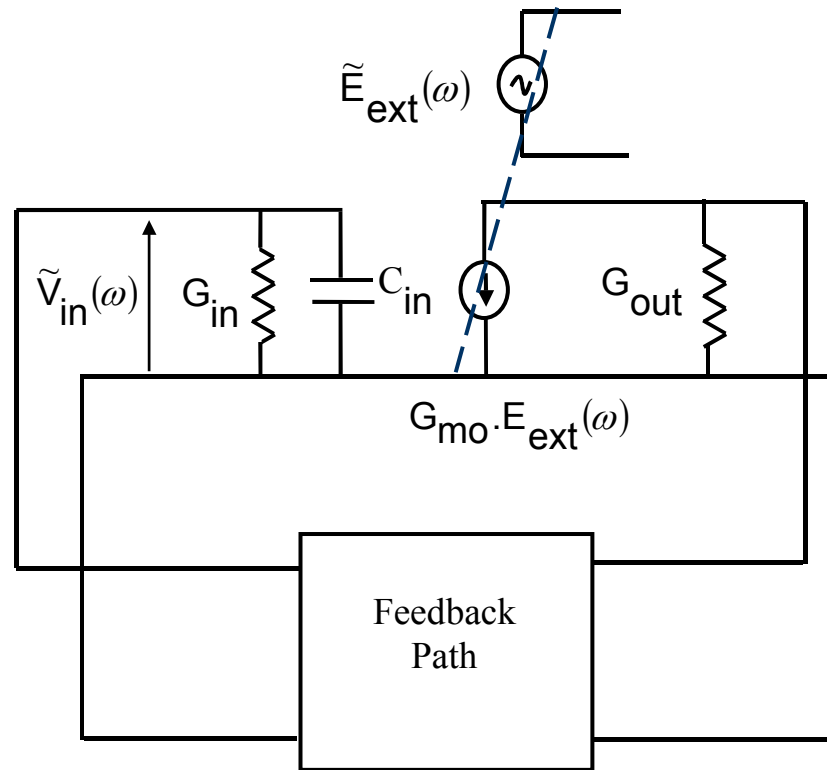 Ẽext(ω)
Ṽin(ω)
Gin
Cin
Gout
Gmo.Eext(ω)
Feedback
Path